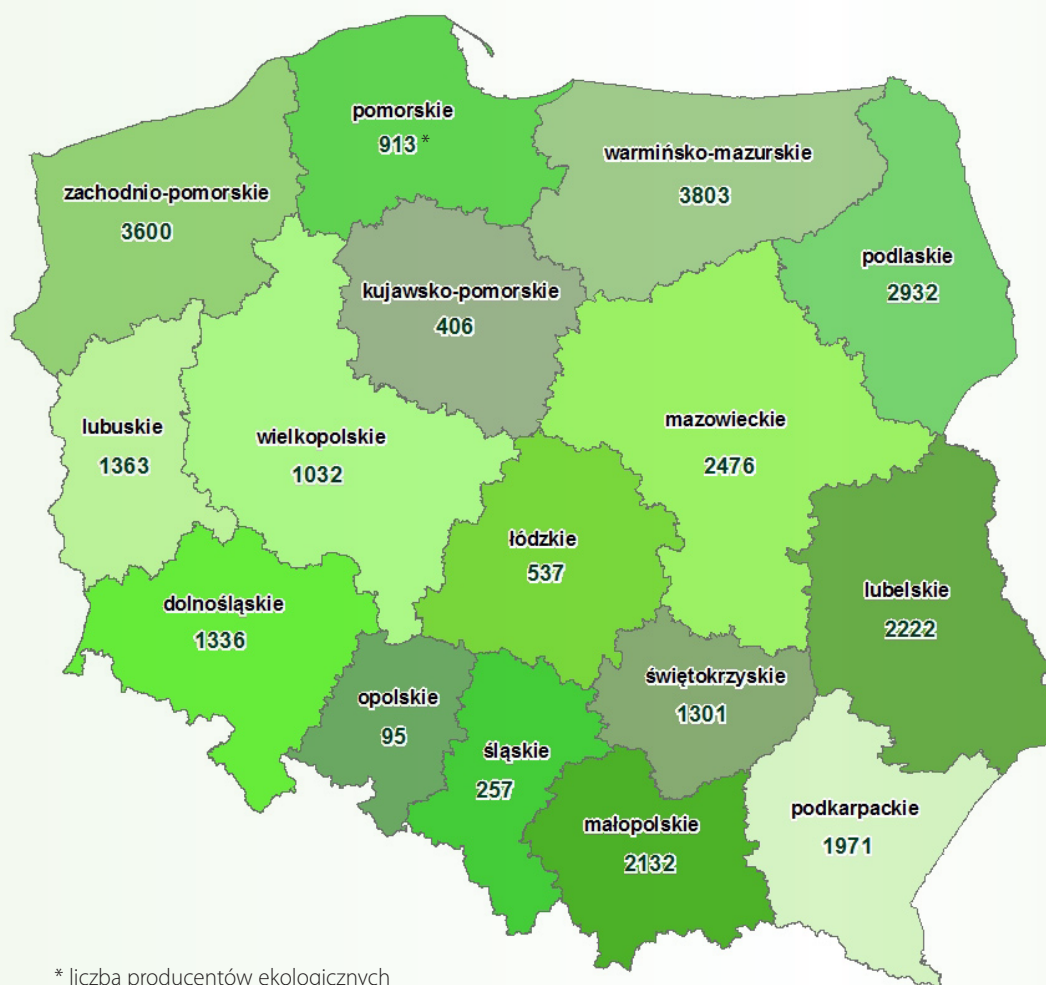 pomorskie
913 *
warmińsko-mazurskie
3803
zachodnio-pomorskie
3600
podlaskie
2932
kujawsko-pomorskie
406
mazowieckie
2476
lubuskie
1363
wielkopolskie
1032
łódzkie
537
lubelskie
2222
dolnośląskie
1336
świętokrzyskie
1301
opolskie
95
śląskie
257
małopolskie
2132
podkarpackie
1971
* liczba producentów ekologicznych